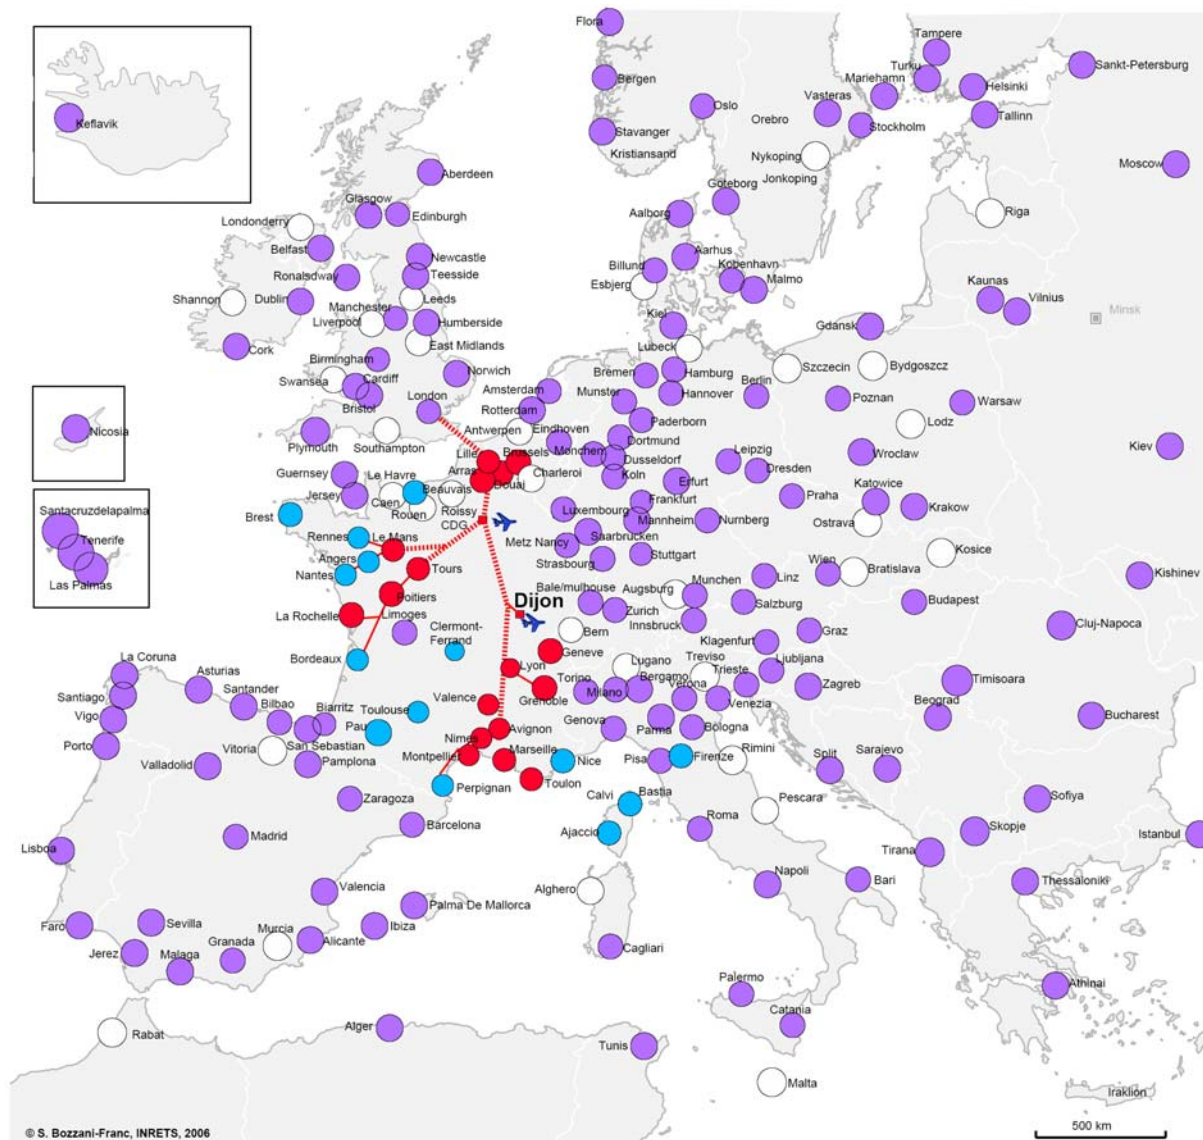 Flora
Tampere
Turku
Sankt-Petersburg
Bergen
Mariehamn
Helsinki
Keflavik
Oslo
Vasteras
Orebro
Stockholm
Tallinn
Stavanger
Kristiansand
Nykoping
Jonkoping
Moscow
Aberdeen
Goteborg
Glasgow
Edinburgh
Londonderry
Aalborg
Riga
Belfast
Newcastle
Aarhus
Ronalsdway
Teesside
Billund
Kobenhavn
Esbjerg
Malmo
Kaunas
Vilnius
Shannon
Dublin
Leeds
Manchester
Liverpool
Humberside
Kiel
Gdansk
Minsk
Cork
East Midlands
Lubeck
Birmingham
Szczecin
Bydgoszcz
Swansea
Cardiff
Norwich
Bremen
Hamburg
Berlin
Amsterdam
Munster
Hannover
Poznan
Warsaw
Bristol
London
Rotterdam
Paderborn
Nicosia
Plymouth
Southampton
Antwerpen
Eindhoven
Dortmund
Lodz
Kiev
Lille
Brussels
Monchen
Dusseldorf
Leipzig
Wroclaw
Guernsey
Le Havre
Arras
Douai
Charleroi
Koln
Erfurt
Dresden
Jersey
Caen
Beauvais
Frankfurt
Praha
Katowice
Krakow
Santacruzdelapalma
Brest
Rouen
Roissy
CDG
Luxembourg
Mannheim
Nurnberg
Ostrava
Rennes
Le Mans
Metz Nancy
Saarbrucken
Tenerife
Angers
Strasbourg
Stuttgart
Kosice
Las Palmas
Nantes
Tours
Bale/mulhouse
Augsburg
Munchen
Linz
Wien
Bratislava
Kishinev
Poitiers
Dijon
Zurich
Salzburg
Budapest
La Rochelle
Limoges
Innsbruck
Clermont-
Ferrand
Bern
Klagenfurt
Graz
Cluj-Napoca
La Coruna
Bordeaux
Geneve
Lugano
Treviso
Ljubljana
Asturias
Lyon
Torino
Bergamo
Trieste
Timisoara
Santiago
Santander
Valence
Grenoble
Milano
Verona
Zagreb
Vigo
Bilbao
Biarritz
Toulouse
Venezia
Beograd
Bucharest
Pau
Avignon
Genova
Parma
Bologna
Porto
Vitoria
San Sebastian
Nimes
Marseille
Montpellier
Rimini
Split
Sarajevo
Valladolid
Pamplona
Nice
Pisa
Firenze
Perpignan
Toulon
Zaragoza
Calvi
Bastia
Pescara
Sofiya
Barcelona
Ajaccio
Roma
Skopje
Istanbul
Madrid
Lisboa
Tirana
Alghero
Napoli
Bari
Thessaloniki
Valencia
Palma De Mallorca
Faro
Sevilla
Murcia
Ibiza
Jerez
Granada
Alicante
Cagliari
Malaga
Palermo
Athinai
Rabat
Alger
Catania
Tunis
Malta
Iraklion
500 km
© S. Bozzani-Franc, INRETS, 2006